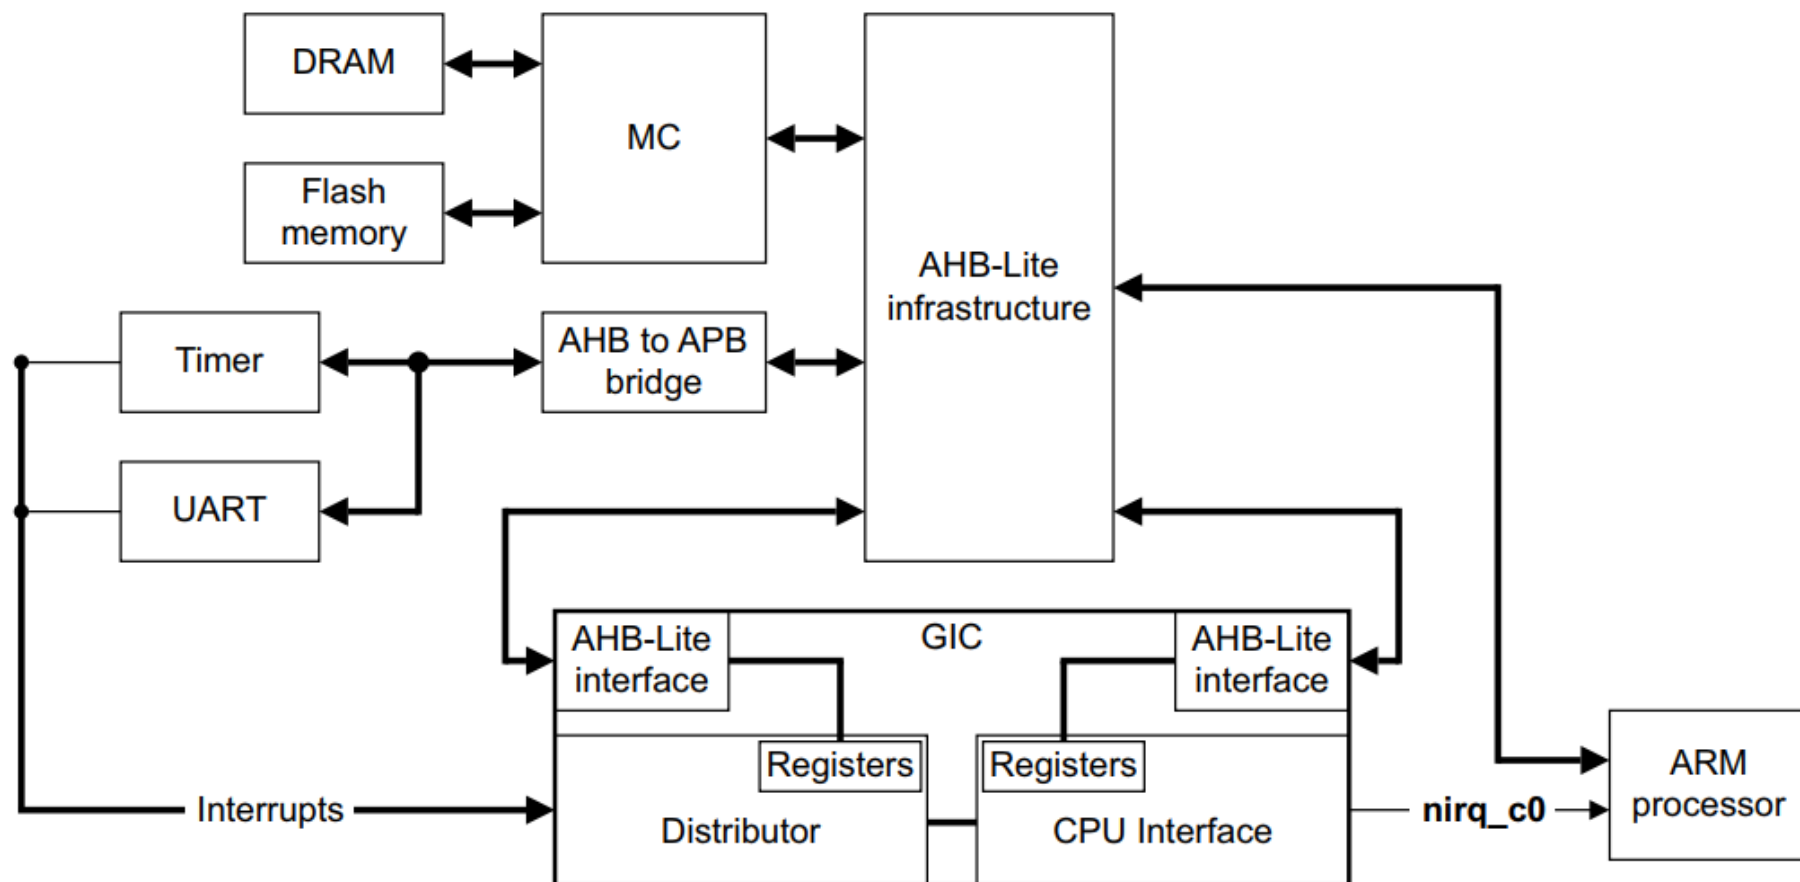 DRAM
MC
Flash
memory
AHB-Lite
infrastructure
Timer
AHB to APB
bridge
UART
AHB-Lite
interface
GIC
AHB-Lite
interface
Registers
Registers
Interrupts
Distributor
CPU Interface
nirq_c0
ARM
processor